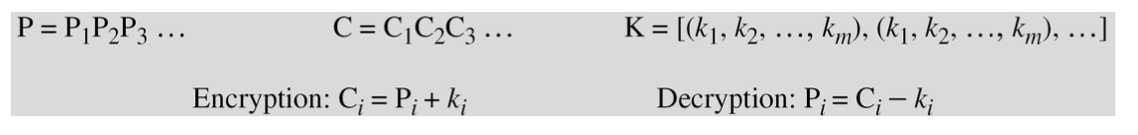 P = P₁P₂P₃ … C = C₁C₂C₃ … K = [(k₁, k₂, …, kₘ), (k₁, k₂, …, kₘ), …]
Encryption: Cᵢ = Pᵢ + kᵢ Decryption: Pᵢ = Cᵢ − kᵢ